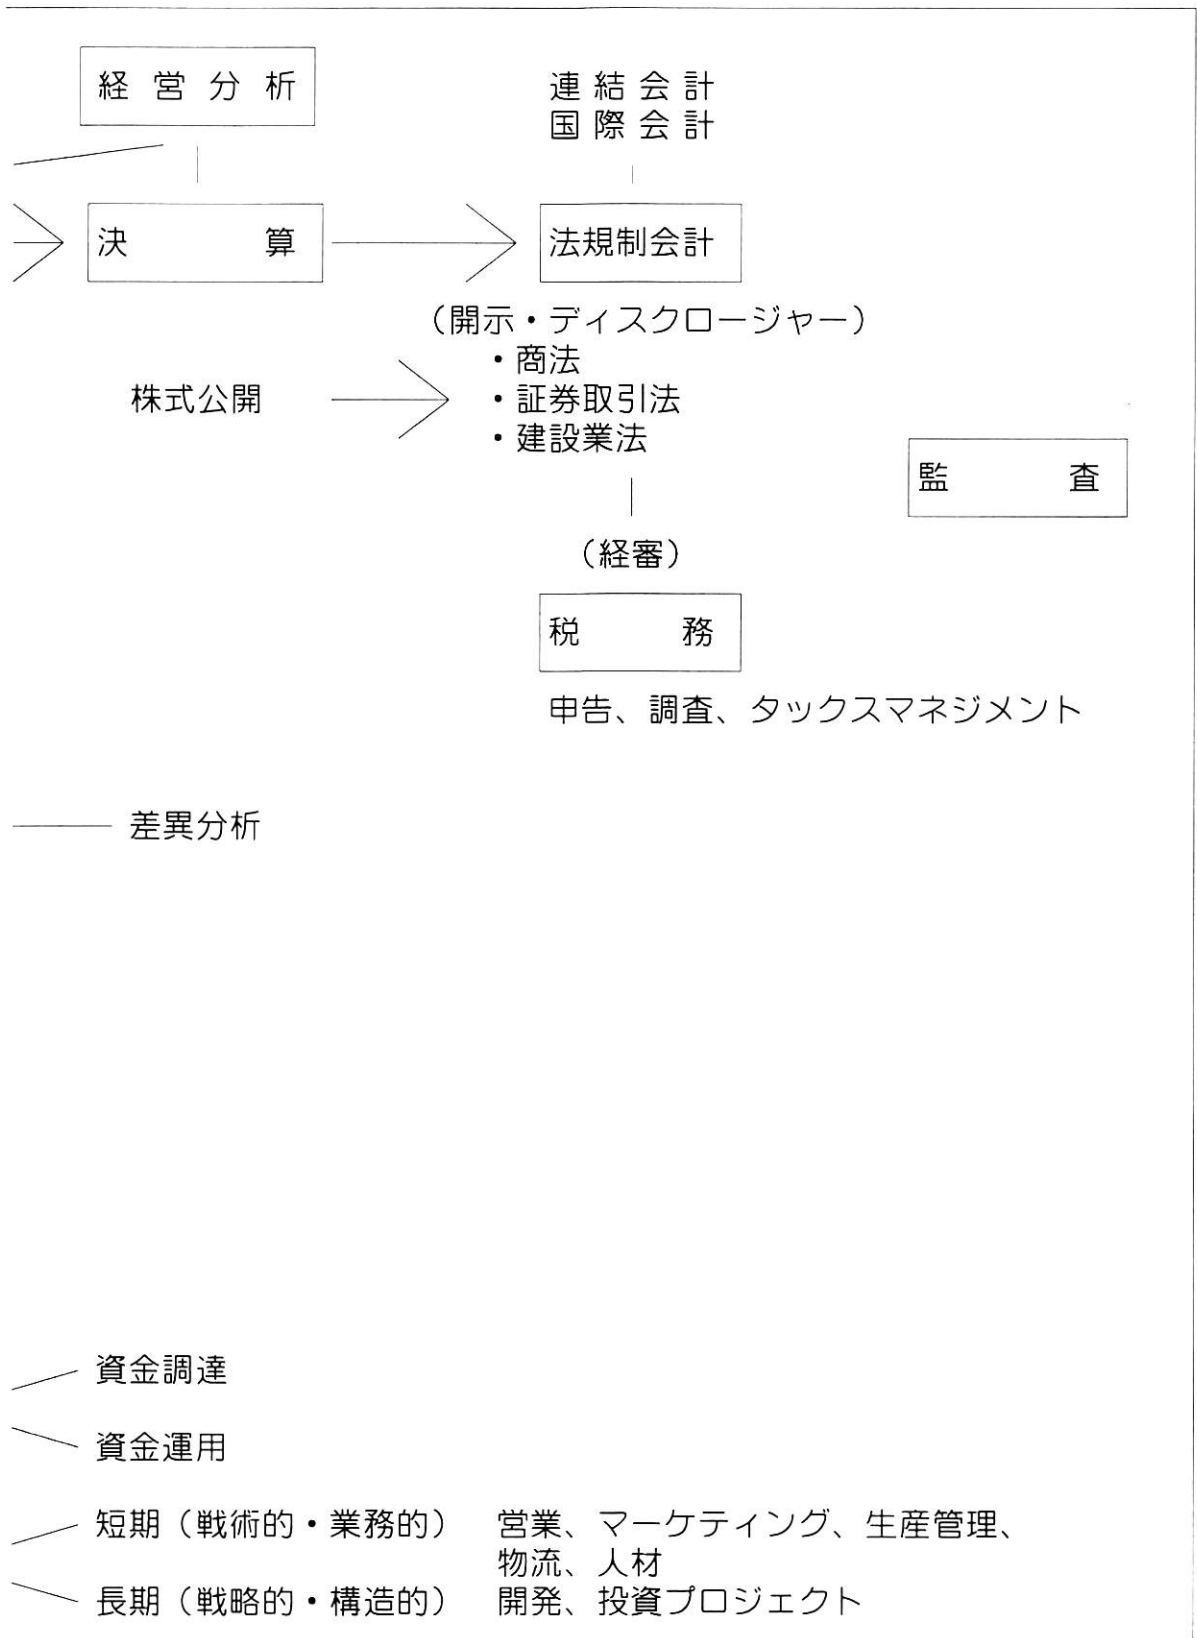 経営分析
連結会計
国際会計
決算
法規制会計
（開示・ディスクロージャー）
・商法
株式公開
・証券取引法
・建設業法
監査
（経審）
税務
申告、調査、タックスマネジメント
差異分析
資金調達
資金運用
短期（戦術的・業務的） 営業、マーケティング、生産管理、
物流、人材
長期（戦略的・構造的） 開発、投資プロジェクト